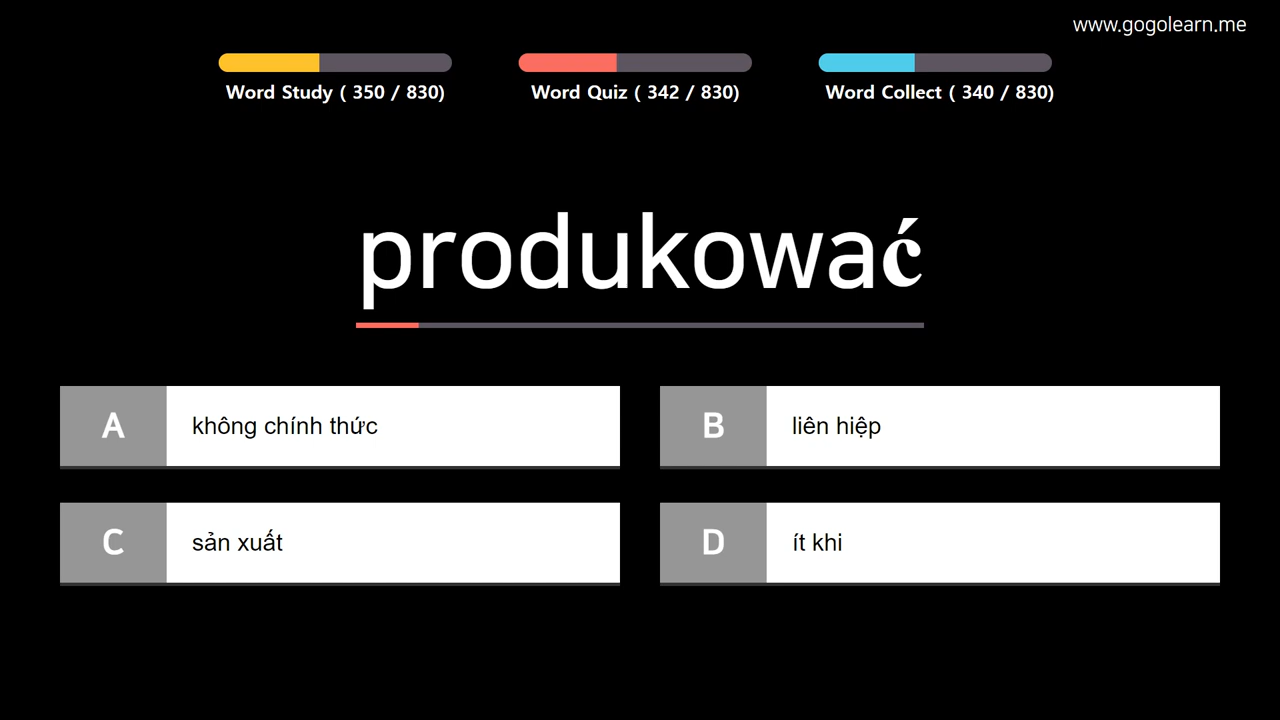 www.gogolearn.me
Word Study ( 350 / 830)
Word Quiz ( 342 / 830)
Word Collect ( 340 / 830)
produkować
A không chính thức
B liên hiệp
C sản xuất
D ít khi